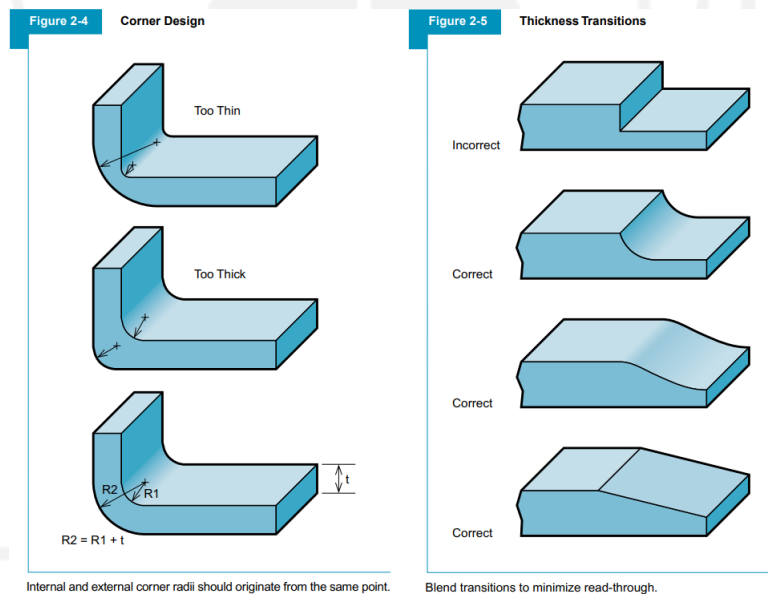 Figure 2-4 Corner Design
Too Thin
Too Thick
R2
R1
t
R2 = R1 + t
Internal and external corner radii should originate from the same point.
Figure 2-5 Thickness Transitions
Incorrect
Correct
Correct
Correct
Blend transitions to minimize read-through.